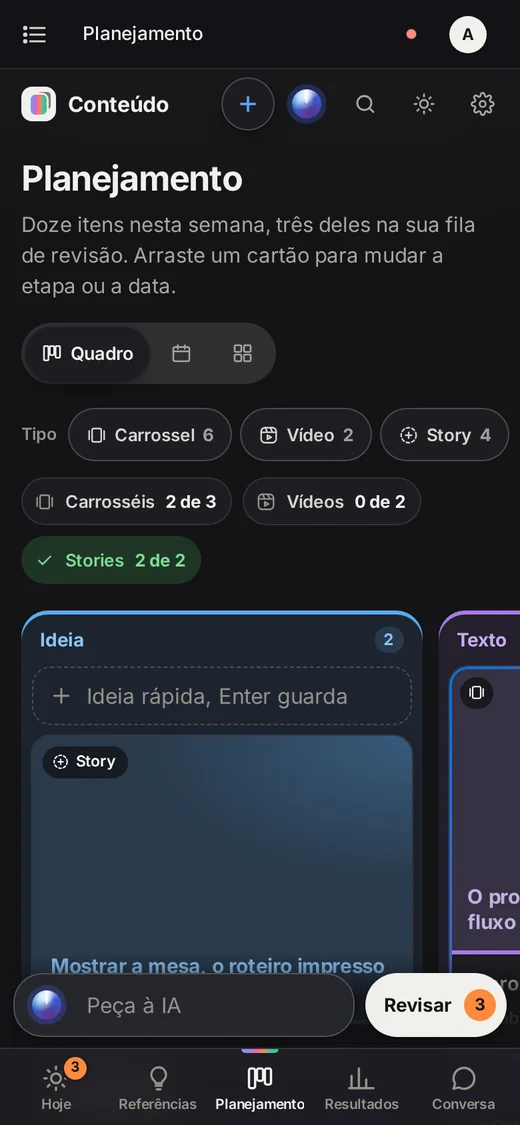 Planejamento
A
Conteúdo
Planejamento
Doze itens nesta semana, três deles na sua fila
de revisão. Arraste um cartão para mudar a
etapa ou a data.
Quadro
Tipo
Carrossel 6
Vídeo 2
Story 4
Carrosséis 2 de 3
Vídeos 0 de 2
Stories 2 de 2
Ideia
2
Texto
Ideia rápida, Enter guarda
Story
O pro
fluxo
Mostrar a mesa, o roteiro impresso
Peça à IA
Revisar 3
3
Hoje
Referências
Planejamento
Resultados
Conversa